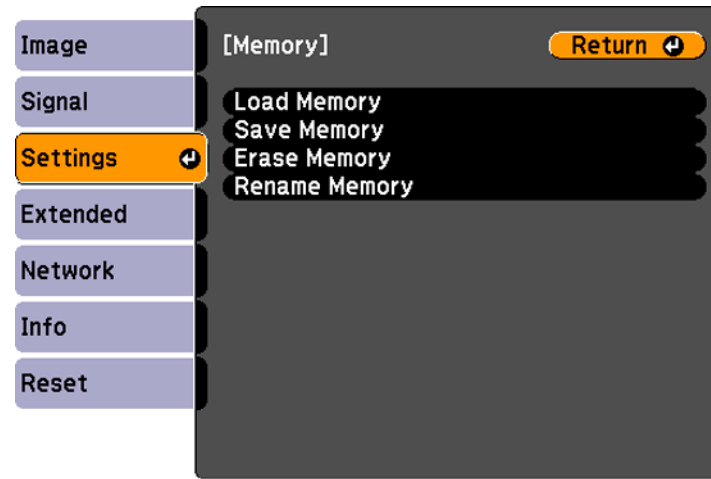 Image
Signal
Settings
Extended
Network
Info
Reset
[Memory]
Return
Load Memory
Save Memory
Erase Memory
Rename Memory